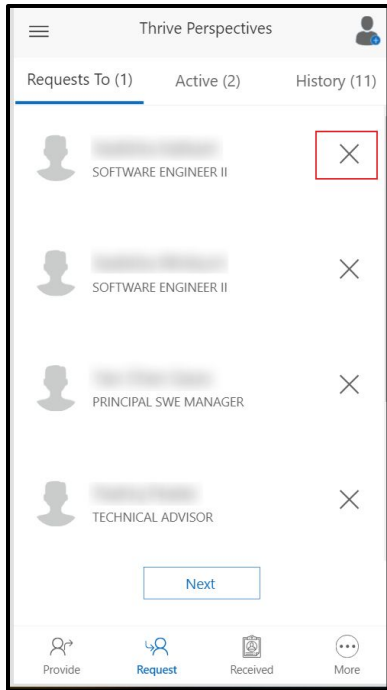 Thrive Perspectives
Requests To (1) Active (2) History (11)
SOFTWARE ENGINEER II
SOFTWARE ENGINEER II
PRINCIPAL SWE MANAGER
TECHNICAL ADVISOR
Next
Provide Request Received More